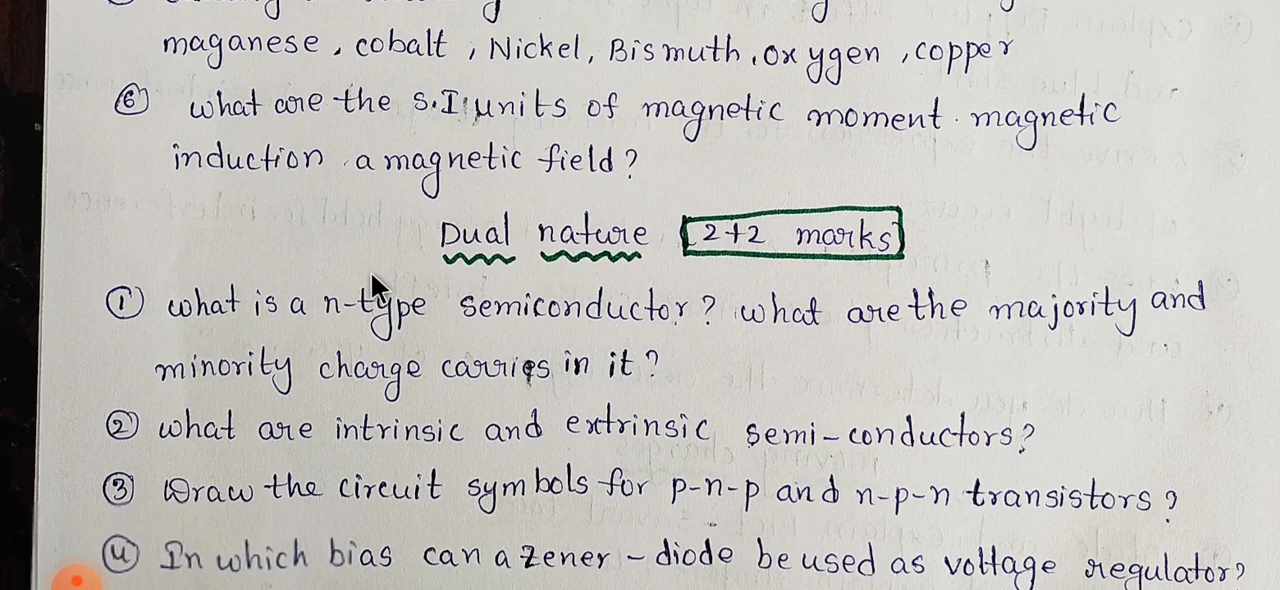 maganese, cobalt, Nickel, Bismuth, oxygen, copper
⑥ what are the S.I units of magnetic moment. magnetic
induction a magnetic field?
Dual nature [2+2 marks]
① what is a n-type semiconductor? what are the majority and
minority charge carries in it?
② what are intrinsic and extrinsic semi-conductors?
③ Draw the circuit symbols for p-n-p and n-p-n transistors?
④ In which bias can a zener-diode be used as voltage regulator?